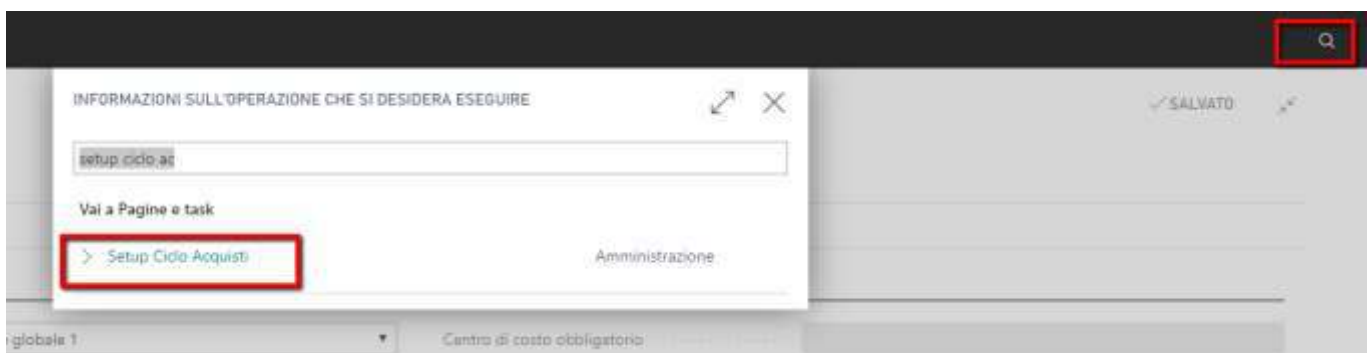 INFORMAZIONI SULL'OPERAZIONE CHE SI DESIDERA ESEGUIRE
SALVATO
setup ciclo ac
Vai a Pagine e task
Setup Ciclo Acquisti
Amministrazione
globale 1
Centro di costo obbligatorio